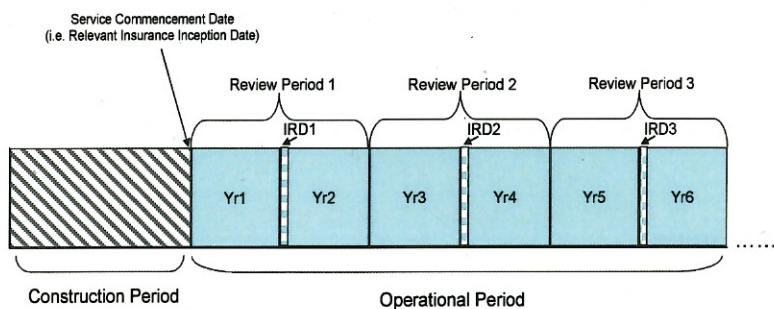 Service Commencement Date
(i.e. Relevant Insurance Inception Date)
Review Period 1
Review Period 2
Review Period 3
IRD1
IRD2
IRD3
Yr1
Yr2
Yr3
Yr4
Yr5
Yr6
Construction Period
Operational Period